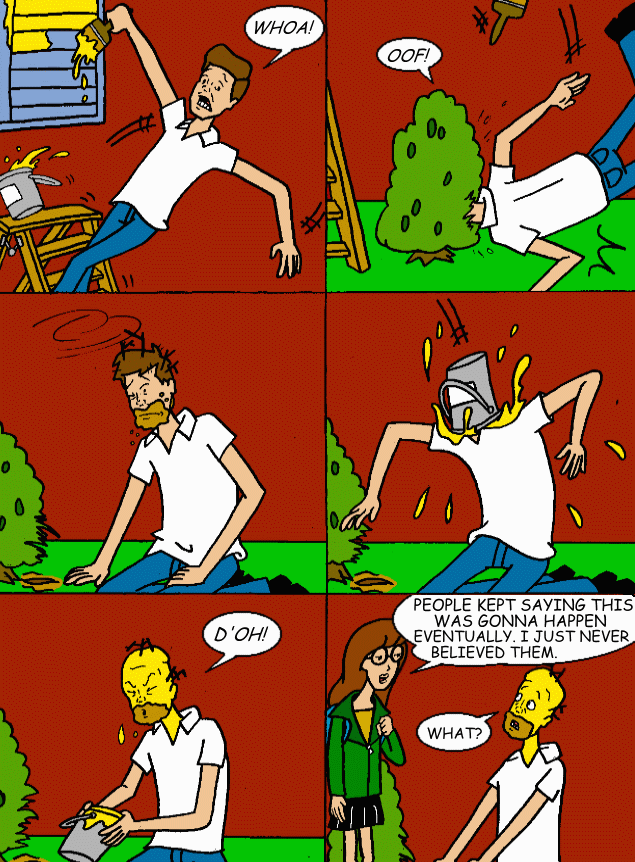 WHOA!
OOF!
D'OH!
PEOPLE KEPT SAYING THIS
WAS GONNA HAPPEN
EVENTUALLY. I JUST NEVER
BELIEVED THEM.
WHAT?